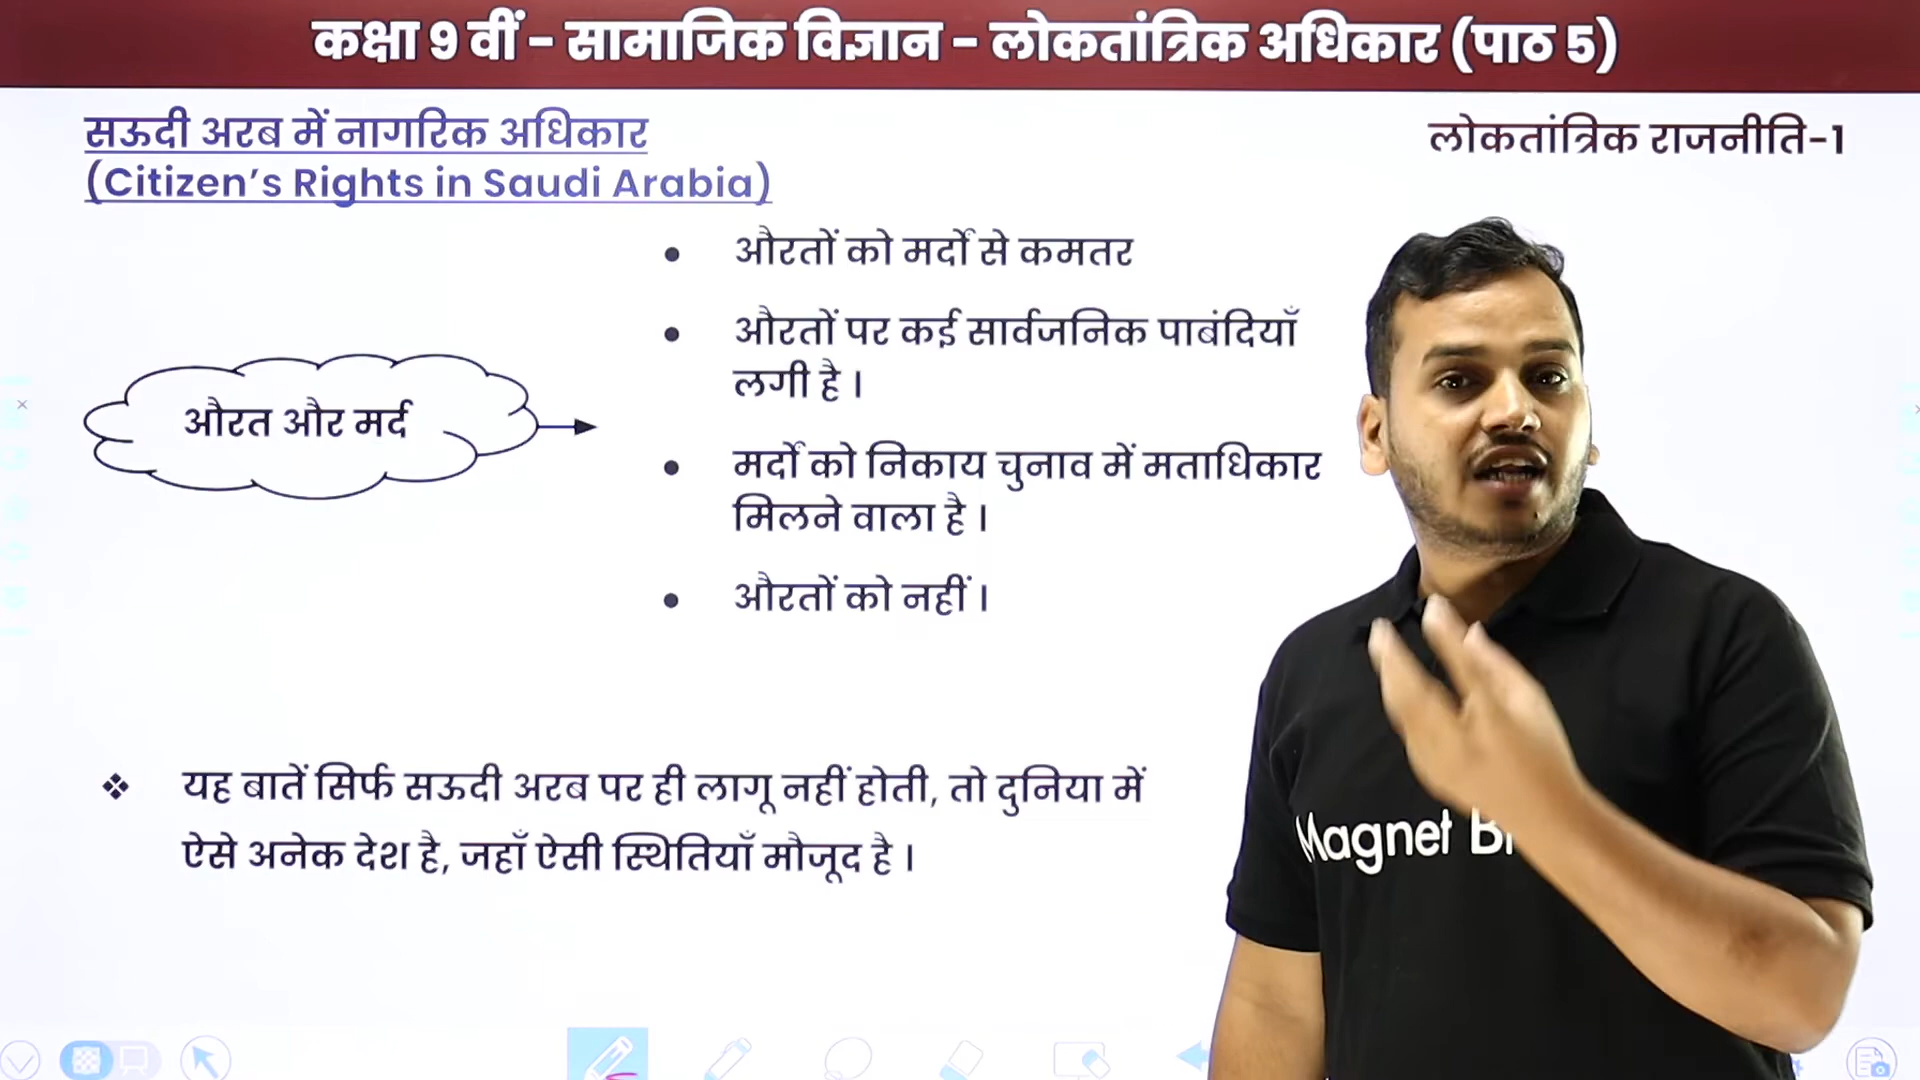 कक्षा 9 वीं - सामाजिक विज्ञान - लोकतांत्रिक अधिकार (पाठ 5)
सऊदी अरब में नागरिक अधिकार
(Citizen's Rights in Saudi Arabia)
लोकतांत्रिक राजनीति-1
औरत और मर्द
औरतों को मर्दों से कमतर
औरतों पर कई सार्वजनिक पाबंदियाँ
लगी है।
मर्दों को निकाय चुनाव में मताधिकार
मिलने वाला है।
औरतों को नहीं।
यह बातें सिर्फ सऊदी अरब पर ही लागू नहीं होती, तो दुनिया में
ऐसे अनेक देश है, जहाँ ऐसी स्थितियाँ मौजूद है।
Magnet